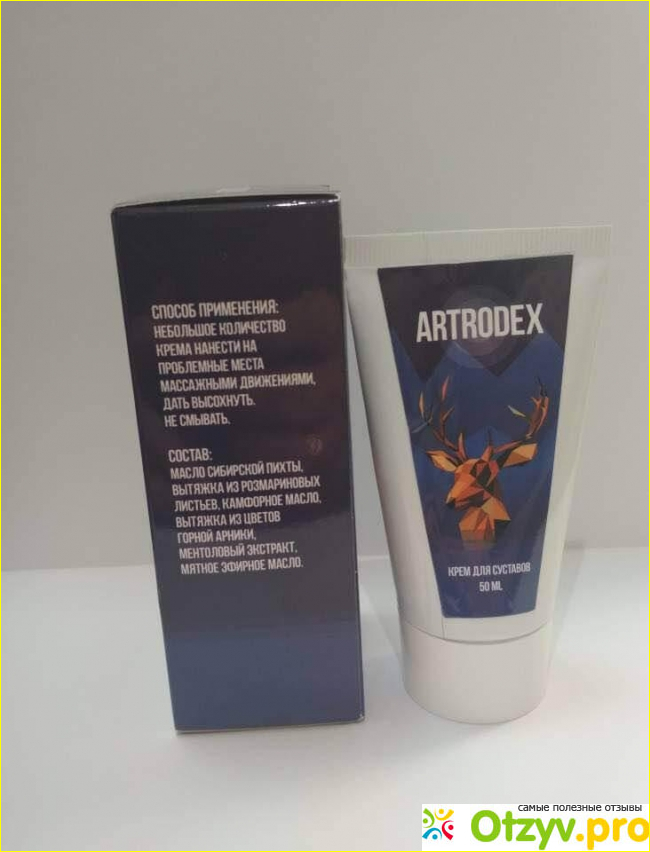 СПОСОБ ПРИМЕНЕНИЯ:
НЕБОЛЬШОЕ КОЛИЧЕСТВО
КРЕМА НАНЕСТИ НА
ПРОБЛЕМНЫЕ МЕСТА
МАССАЖНЫМИ ДВИЖЕНИЯМИ,
ДАТЬ ВЫСОХНУТЬ.
НЕ СМЫВАТЬ.
СОСТАВ:
МАСЛО СИБИРСКОЙ ПИХТЫ,
ВЫТЯЖКА ИЗ РОЗМАРИНОВЫХ
ЛИСТЬЕВ, КАМФОРНОЕ МАСЛО,
ВЫТЯЖКА ИЗ ЦВЕТОВ
ГОРНОЙ АРНИКИ,
МЕНТОЛОВЫЙ ЭКСТРАКТ,
МЯТНОЕ ЭФИРНОЕ МАСЛО.
ARTRODEX
КРЕМ ДЛЯ СУСТАВОВ
50 ML
самые полезные отзывы
Otzyv.pro